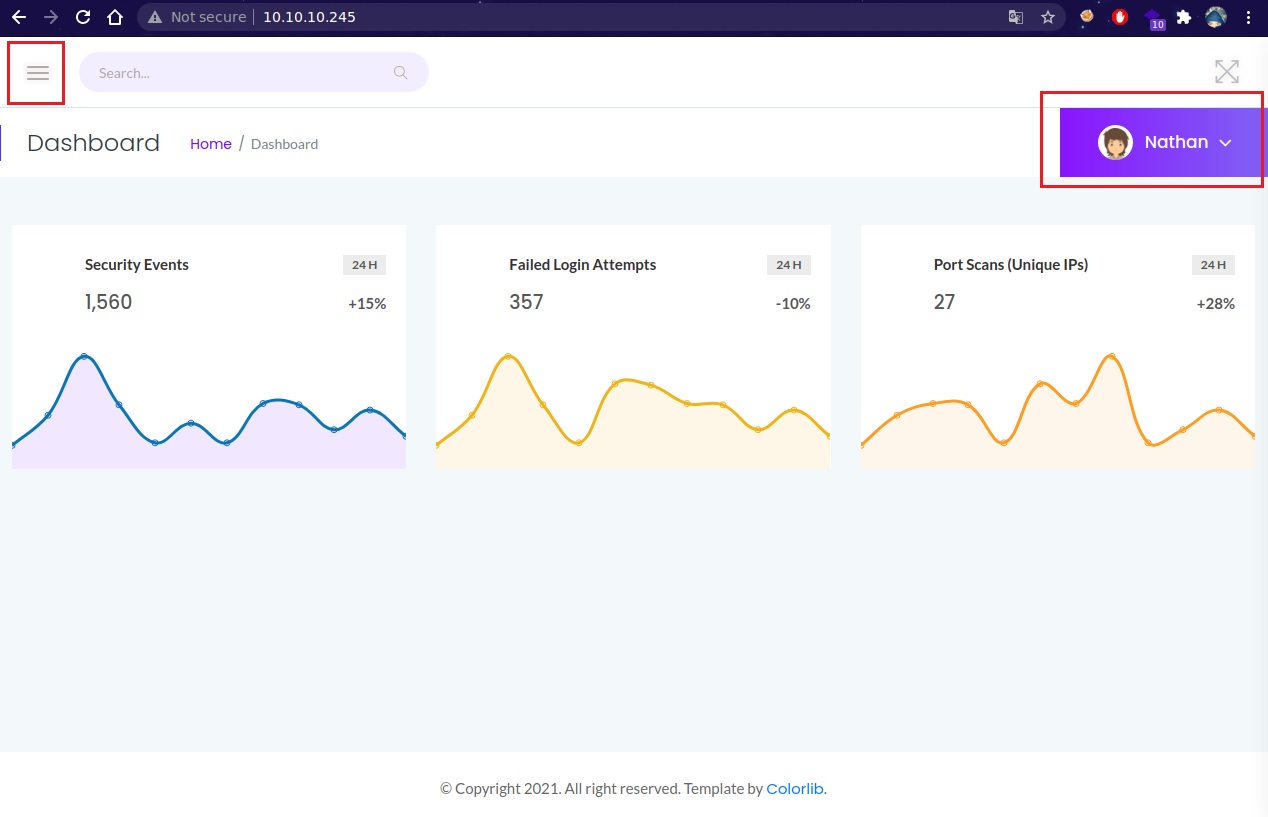 Not secure 10.10.10.245
10
Search...
Dashboard Home / Dashboard
Nathan
Security Events 24 H
1,560 +15%
Failed Login Attempts 24 H
357 -10%
Port Scans (Unique IPs) 24 H
27 +28%
© Copyright 2021. All right reserved. Template by Colorlib.